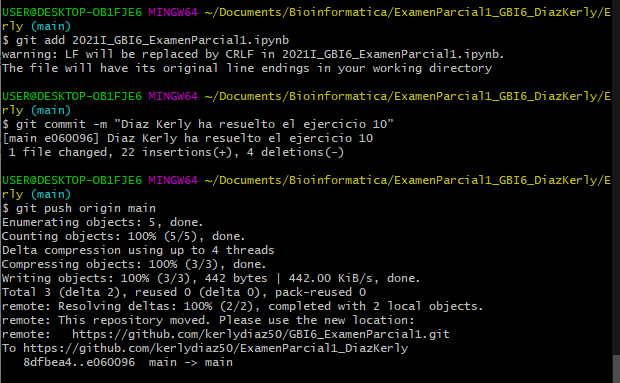 USER@DESKTOP-OB1FJE6 MINGW64 ~/Documents/Bioinformatica/ExamenParcial1_GBI6_DiazKerly/E
rly (main)
$ git add 2021I_GBI6_ExamenParcial1.ipynb
warning: LF will be replaced by CRLF in 2021I_GBI6_ExamenParcial1.ipynb.
The file will have its original line endings in your working directory
USER@DESKTOP-OB1FJE6 MINGW64 ~/Documents/Bioinformatica/ExamenParcial1_GBI6_DiazKerly/E
rly (main)
$ git commit -m "Diaz Kerly ha resuelto el ejercicio 10"
[main e060096] Diaz Kerly ha resuelto el ejercicio 10
 1 file changed, 22 insertions(+), 4 deletions(-)
USER@DESKTOP-OB1FJE6 MINGW64 ~/Documents/Bioinformatica/ExamenParcial1_GBI6_DiazKerly/E
rly (main)
$ git push origin main
Enumerating objects: 5, done.
Counting objects: 100% (5/5), done.
Delta compression using up to 4 threads
Compressing objects: 100% (3/3), done.
Writing objects: 100% (3/3), 442 bytes | 442.00 KiB/s, done.
Total 3 (delta 2), reused 0 (delta 0), pack-reused 0
remote: Resolving deltas: 100% (2/2), completed with 2 local objects.
remote: This repository moved. Please use the new location:
remote:   https://github.com/kerlydiaz50/GBI6_ExamenParcial1.git
To https://github.com/kerlydiaz50/ExamenParcial1_DiazKerly
   8dfbea4..e060096  main -> main